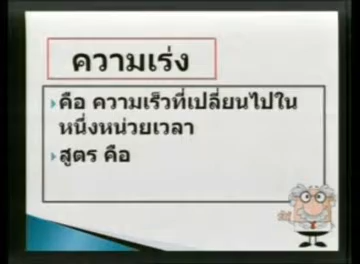 ความเร่ง
คือ ความเร็วที่เปลี่ยนไปใน
หนึ่งหน่วยเวลา
สูตร คือ